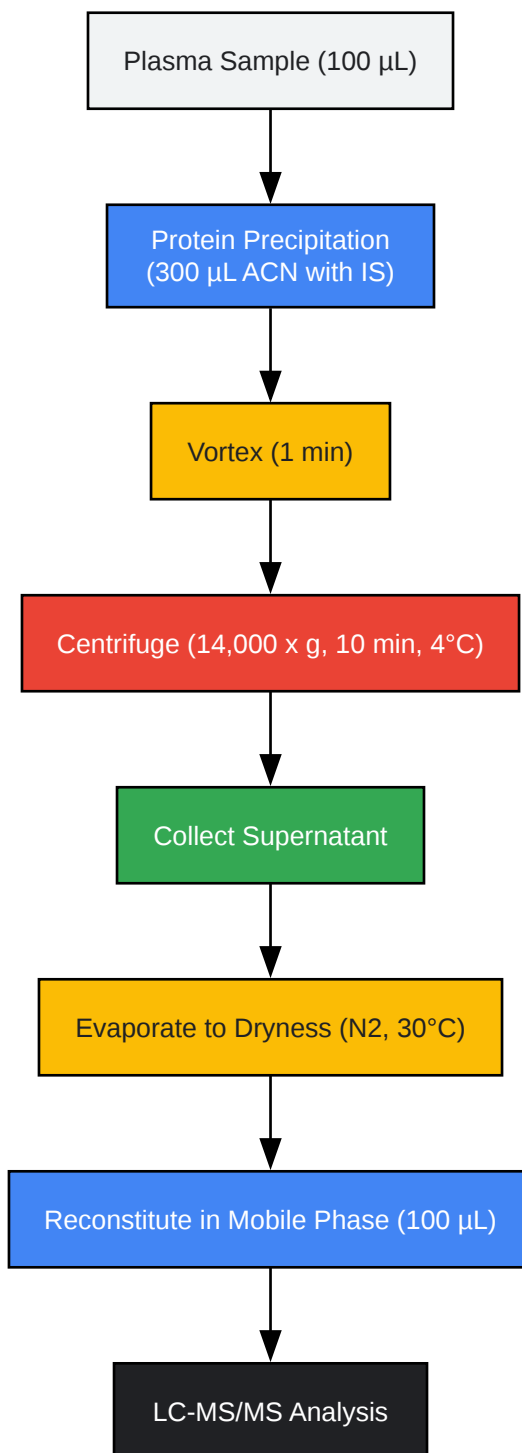 Plasma Sample (100 µL)
Protein Precipitation
(300 µL ACN with IS)
Vortex (1 min)
Centrifuge (14,000 x g, 10 min, 4°C)
Collect Supernatant
Evaporate to Dryness (N2, 30°C)
Reconstitute in Mobile Phase (100 µL)
LC-MS/MS Analysis